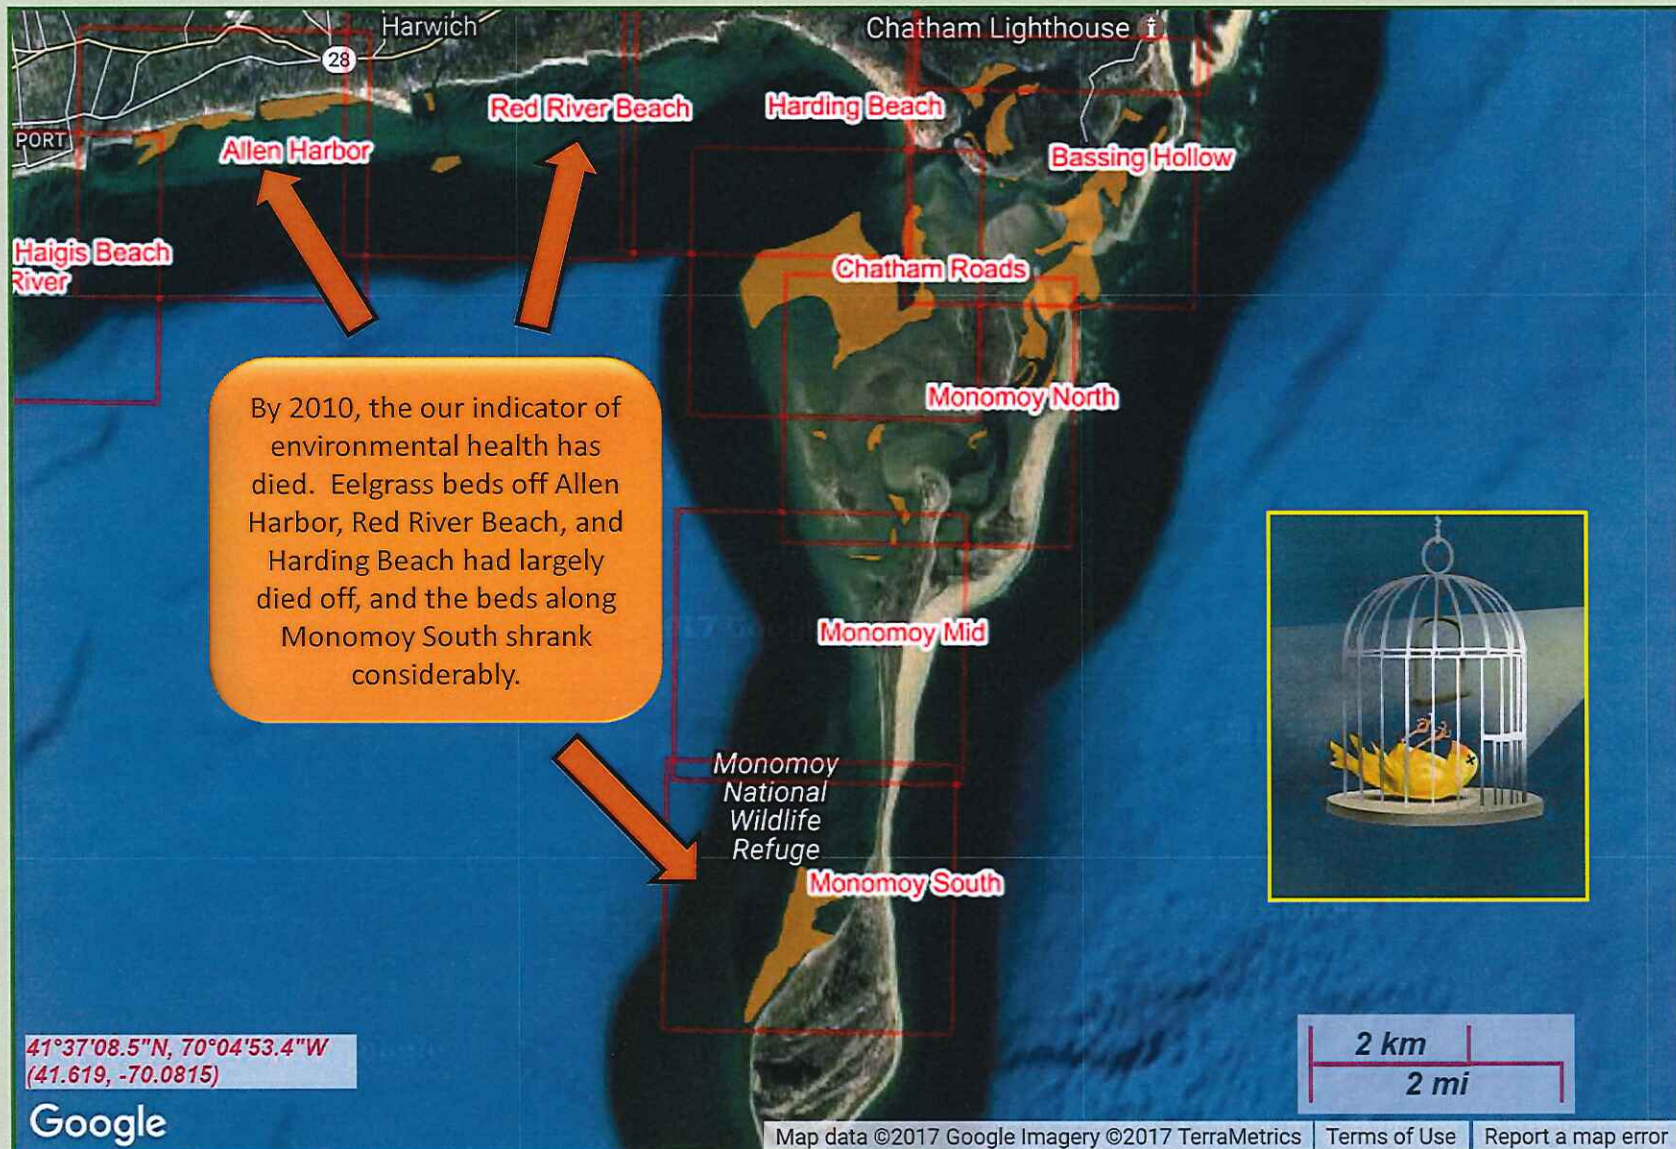 Harwich
Chatham Lighthouse
28
Red River Beach
Harding Beach
PORT
Allen Harbor
Bassing Hollow
Haigis Beach
River
Chatham Roads
Monomoy North
By 2010, the our indicator of
environmental health has
died. Eelgrass beds off Allen
Harbor, Red River Beach, and
Harding Beach had largely
died off, and the beds along
Monomoy South shrank
considerably.
Monomoy Mid
Monomoy
National
Wildlife
Refuge
Monomoy South
41°37'08.5"N, 70°04'53.4"W
(41.619, -70.0815)
2 km
2 mi
Google
Map data ©2017 Google Imagery ©2017 TerraMetrics
Terms of Use
Report a map error